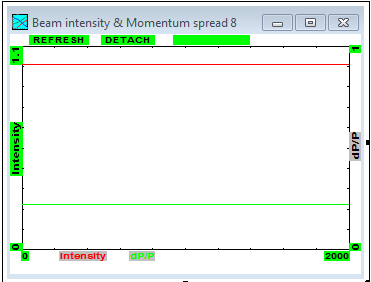 Beam intensity & Momentum spread 8
REFRESH DETACH
1.1
1
Intensity
dP/P
0
0
0 Intensity dP/P 2000